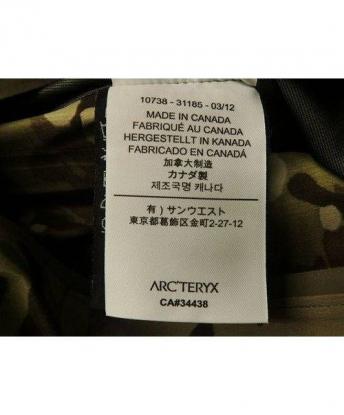 10738 - 31185 - 03/12
MADE IN CANADA
FABRIQUÉ AU CANADA
HERGESTELLT IN KANADA
FABRICADO EN CANADÁ
加拿大制造
カナダ製
제조국명 캐나다
有）サンウエスト
東京都葛飾区金町2-27-12
ARC'TERYX
CA#34438